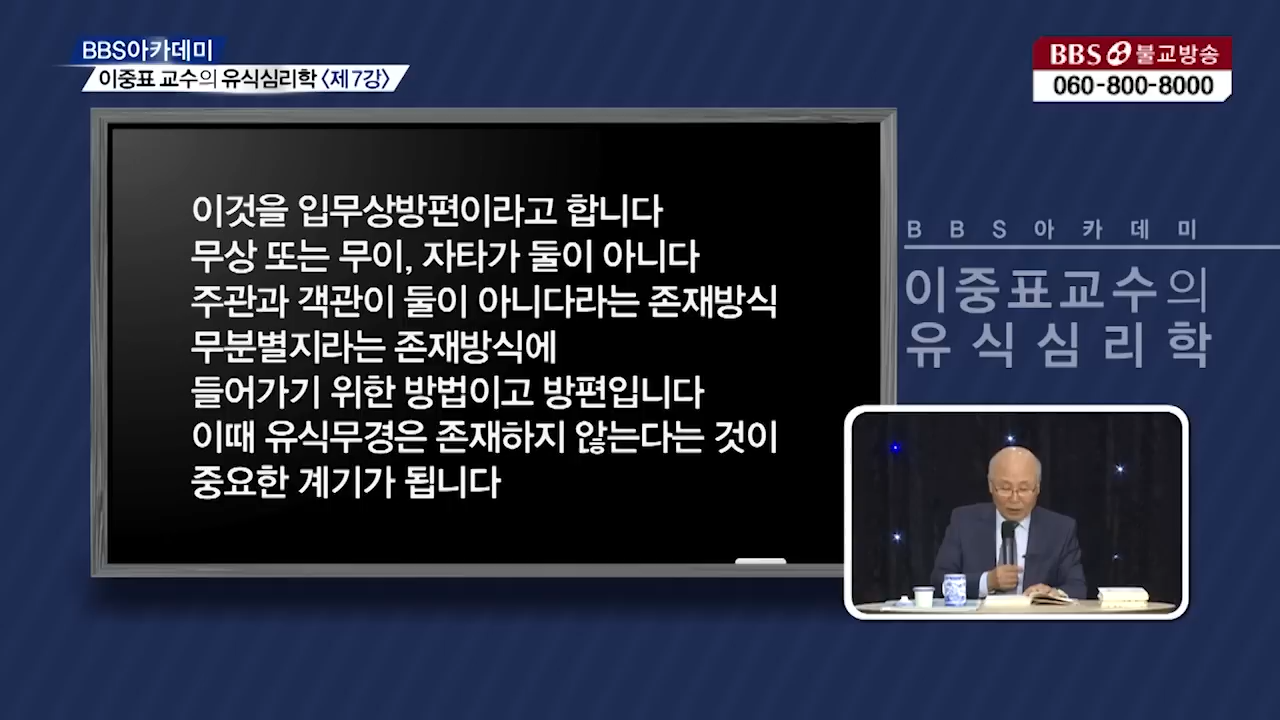 BBS아카데미
이중표 교수의 유식심리학 〈제7강〉
BBS 불교방송
060-800-8000
이것을 입무상방편이라고 합니다
무상 또는 무이, 자타가 둘이 아니다
주관과 객관이 둘이 아니다라는 존재방식
무분별지라는 존재방식에
들어가기 위한 방법이고 방편입니다
이때 유식무경은 존재하지 않는다는 것이
중요한 계기가 됩니다
BBS아카데미
이중표교수의
유식심리학